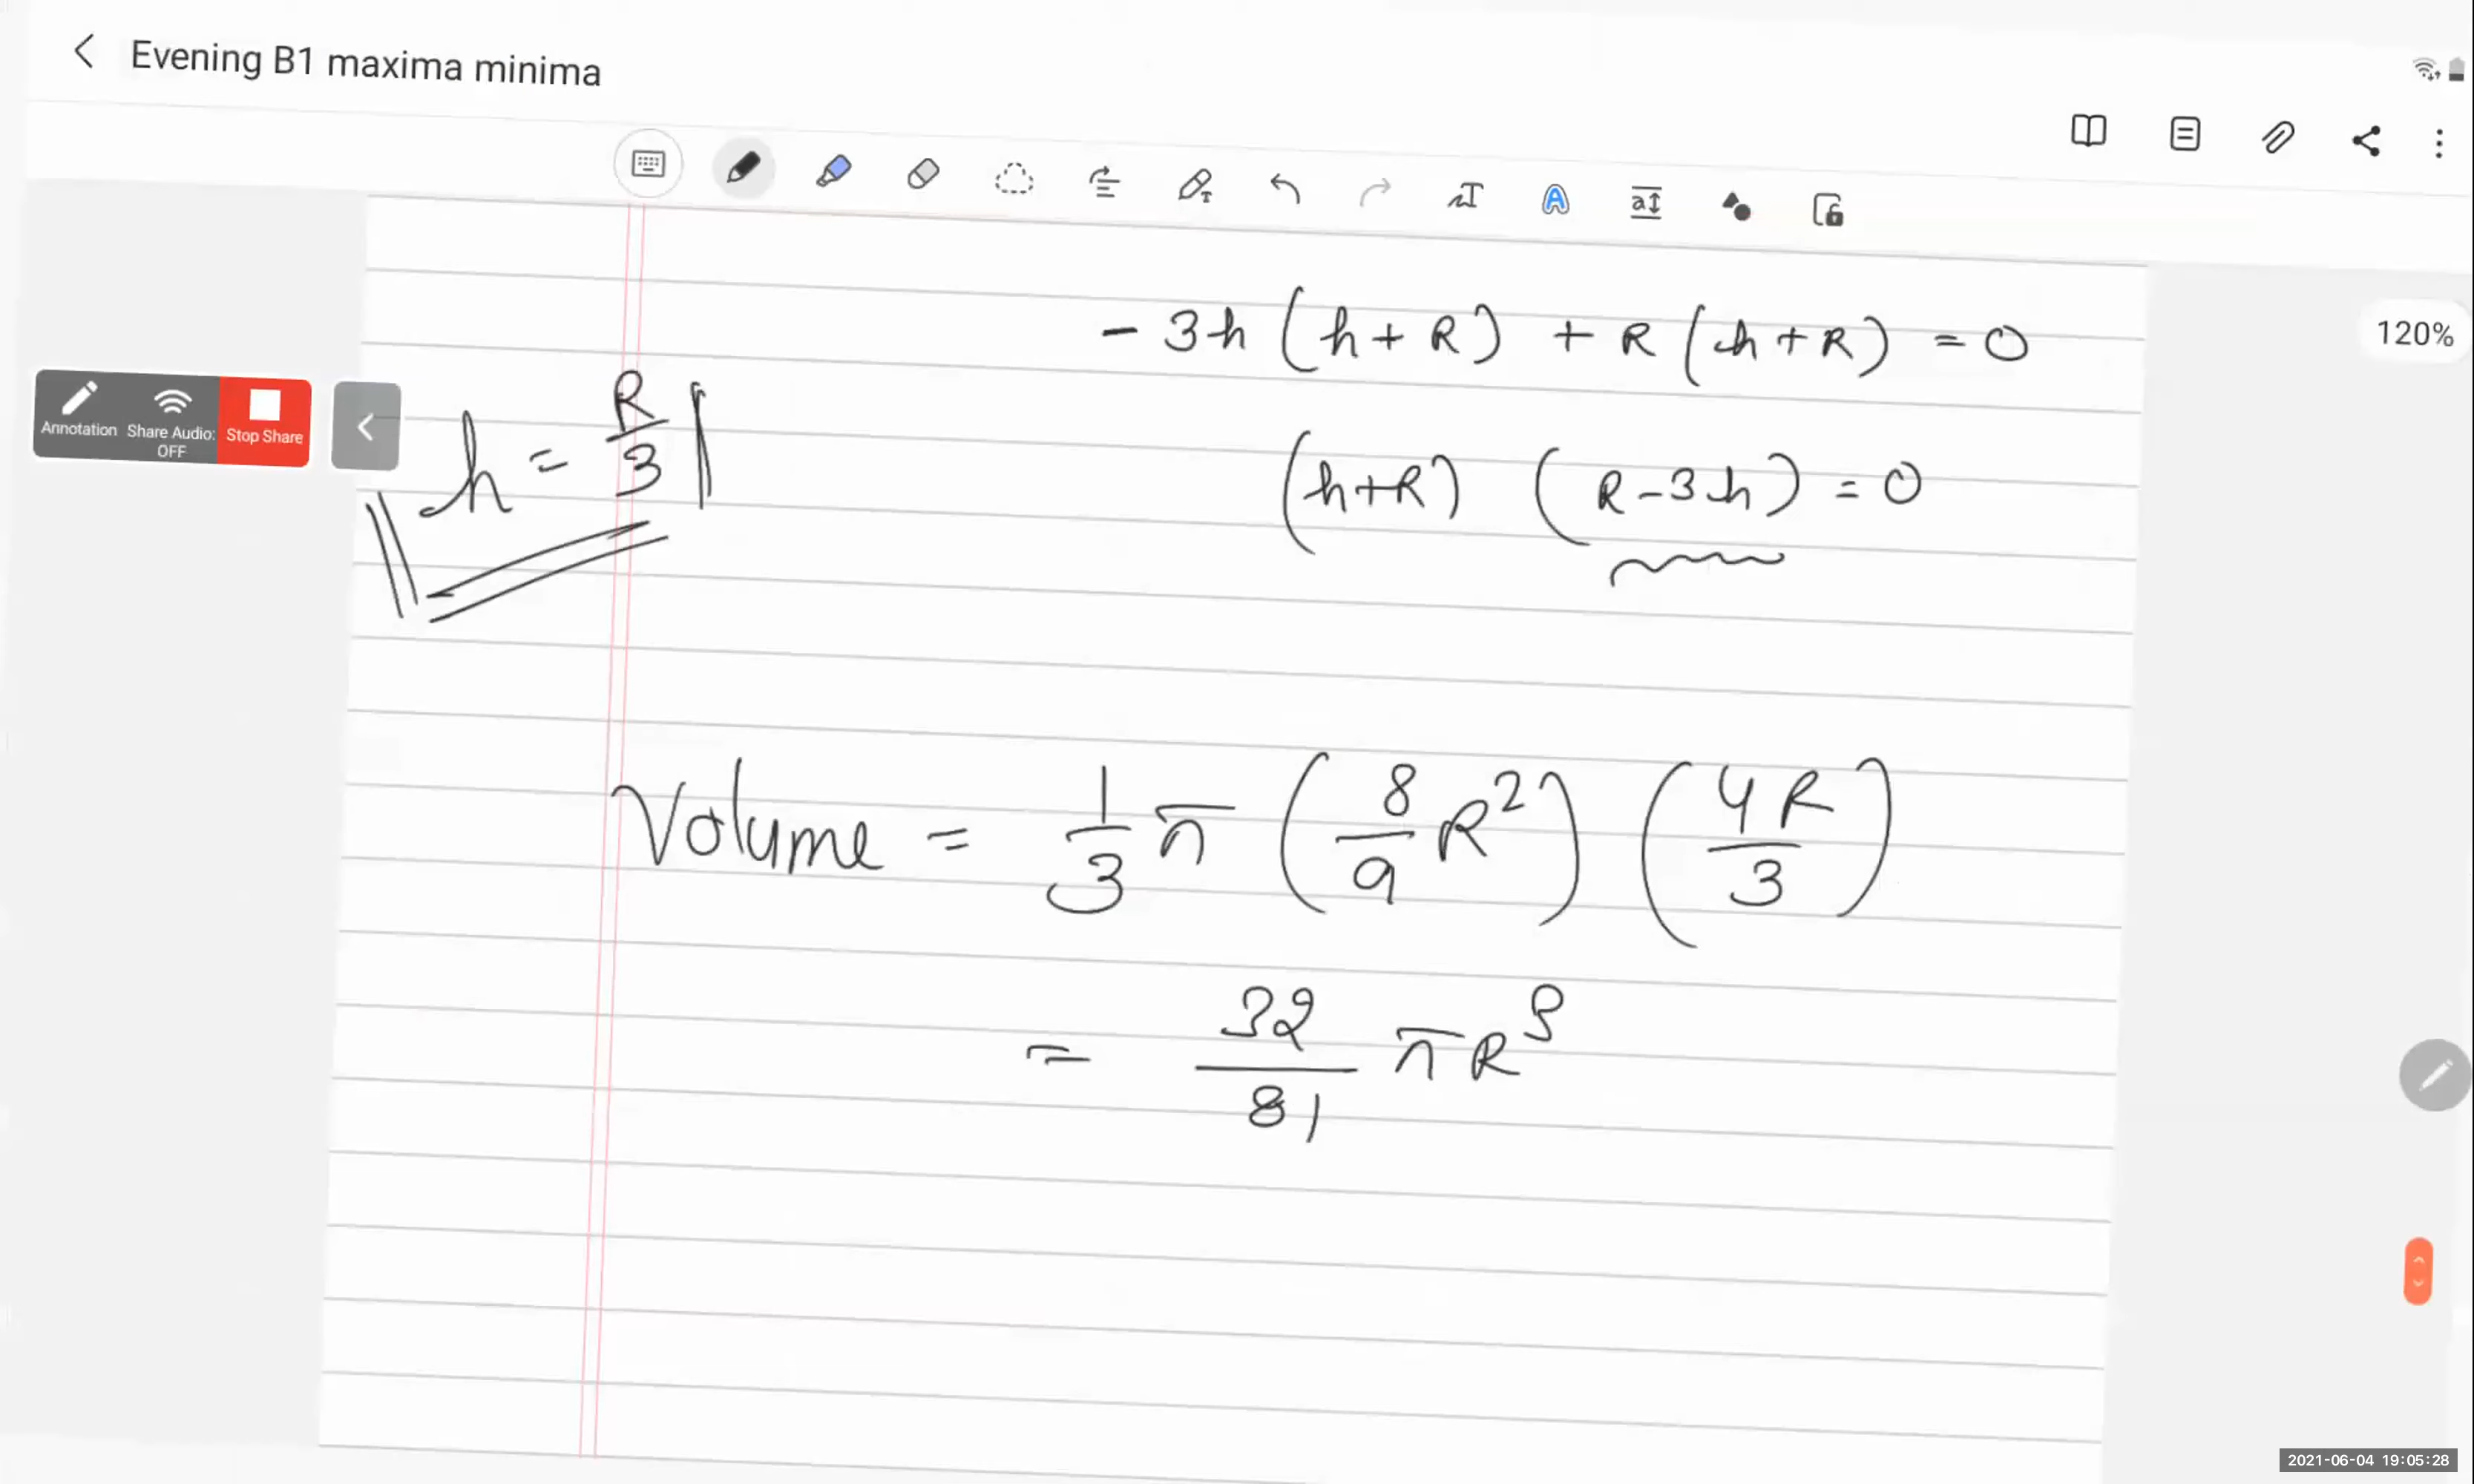 Evening B1 maxima minima
120%
- 3h (h + R) + R (h + R) = 0
Annotation Share Audio: OFF Stop Share
h = R/3
(h+R) (R-3h) = 0
Volume = 1/3 π (8/9 R²) (4R/3)
= 32/81 πR³
2021-06-04 19:05:28